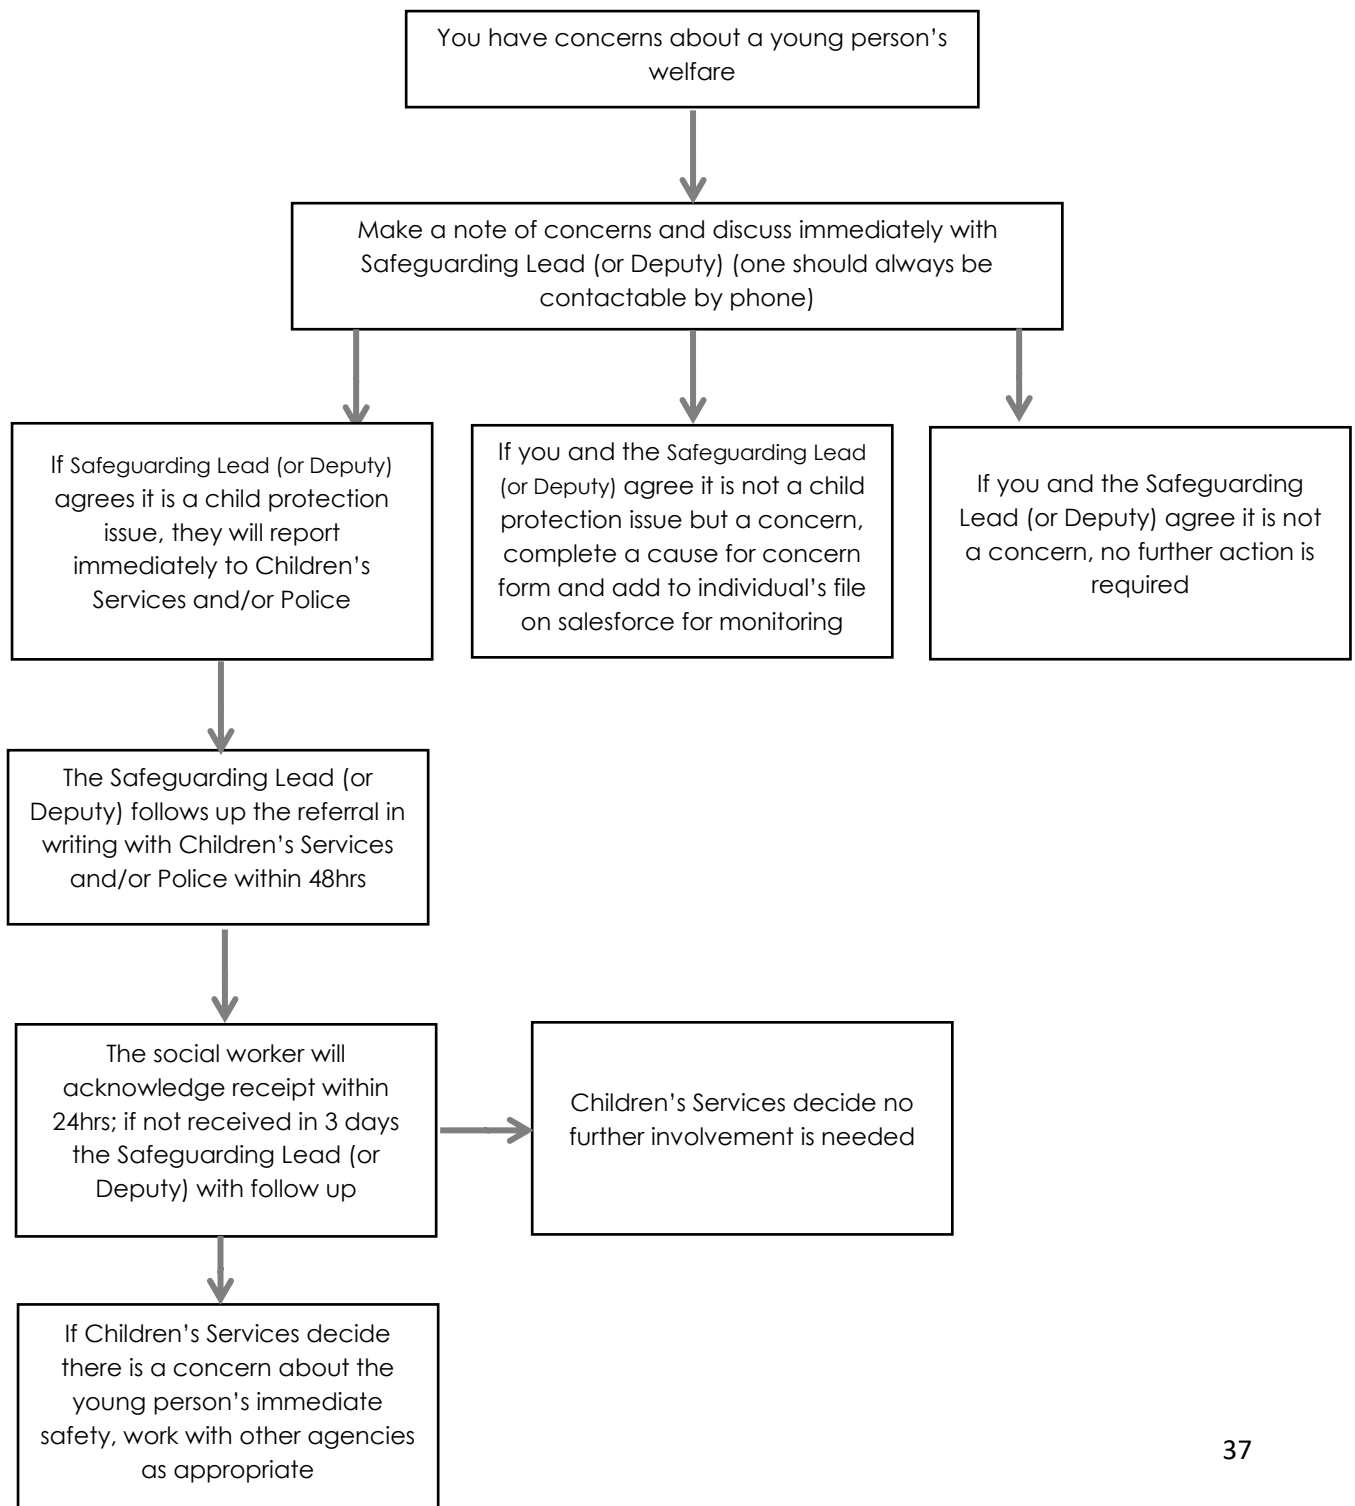 You have concerns about a young person’s
welfare
Make a note of concerns and discuss immediately with
Safeguarding Lead (or Deputy) (one should always be
contactable by phone)
If Safeguarding Lead (or Deputy)
agrees it is a child protection
issue, they will report
immediately to Children’s
Services and/or Police
If you and the Safeguarding Lead
(or Deputy) agree it is not a child
protection issue but a concern,
complete a cause for concern
form and add to individual’s file
on salesforce for monitoring
If you and the Safeguarding
Lead (or Deputy) agree it is not
a concern, no further action is
required
The Safeguarding Lead (or
Deputy) follows up the referral in
writing with Children’s Services
and/or Police within 48hrs
The social worker will
acknowledge receipt within
24hrs; if not received in 3 days
the Safeguarding Lead (or
Deputy) with follow up
Children’s Services decide no
further involvement is needed
If Children’s Services decide
there is a concern about the
young person’s immediate
safety, work with other agencies
as appropriate
37